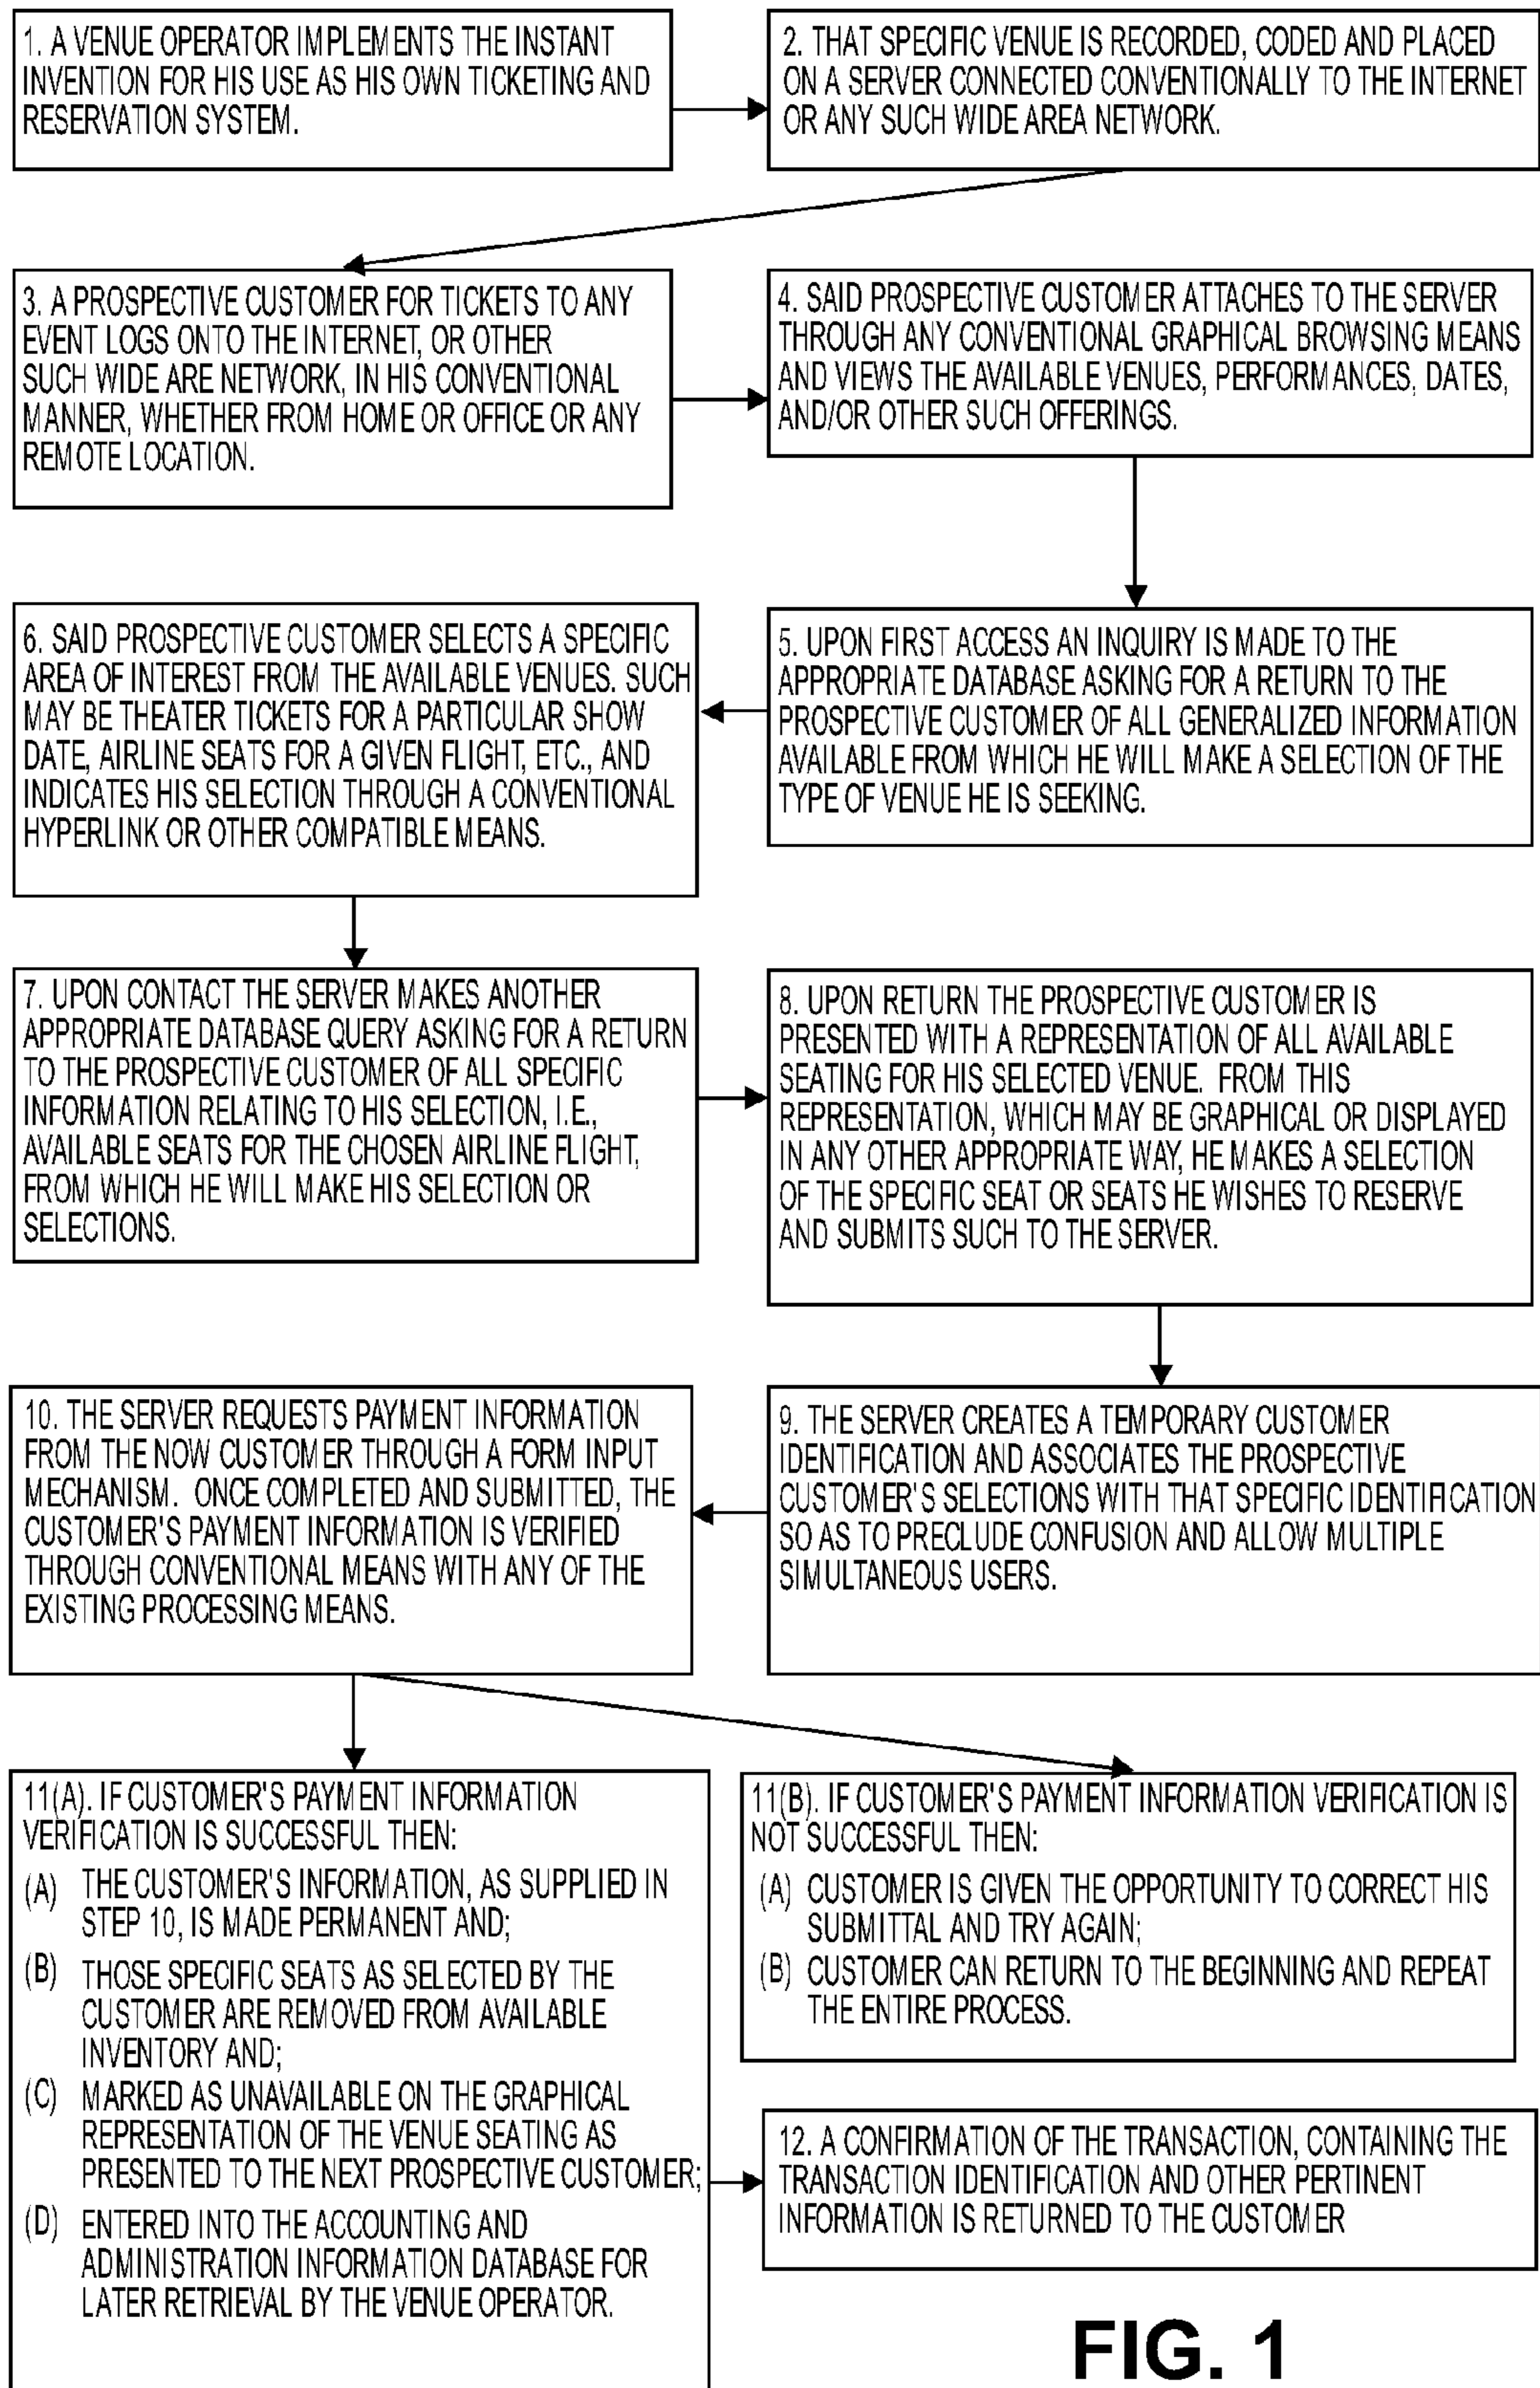 1. A VENUE OPERATOR IMPLEMENTS THE INSTANT
INVENTION FOR HIS USE AS HIS OWN TICKETING AND
RESERVATION SYSTEM.
2. THAT SPECIFIC VENUE IS RECORDED, CODED AND PLACED
ON A SERVER CONNECTED CONVENTIONALLY TO THE INTERNET
OR ANY SUCH WIDE AREA NETWORK.
3. A PROSPECTIVE CUSTOMER FOR TICKETS TO ANY
EVENT LOGS ONTO THE INTERNET, OR OTHER
SUCH WIDE ARE NETWORK, IN HIS CONVENTIONAL
MANNER, WHETHER FROM HOME OR OFFICE OR ANY
REMOTE LOCATION.
4. SAID PROSPECTIVE CUSTOMER ATTACHES TO THE SERVER
THROUGH ANY CONVENTIONAL GRAPHICAL BROWSING MEANS
AND VIEWS THE AVAILABLE VENUES, PERFORMANCES, DATES,
AND/OR OTHER SUCH OFFERINGS.
5. UPON FIRST ACCESS AN INQUIRY IS MADE TO THE
APPROPRIATE DATABASE ASKING FOR A RETURN TO THE
PROSPECTIVE CUSTOMER OF ALL GENERALIZED INFORMATION
AVAILABLE FROM WHICH HE WILL MAKE A SELECTION OF THE
TYPE OF VENUE HE IS SEEKING.
6. SAID PROSPECTIVE CUSTOMER SELECTS A SPECIFIC
AREA OF INTEREST FROM THE AVAILABLE VENUES. SUCH
MAY BE THEATER TICKETS FOR A PARTICULAR SHOW
DATE, AIRLINE SEATS FOR A GIVEN FLIGHT, ETC., AND
INDICATES HIS SELECTION THROUGH A CONVENTIONAL
HYPERLINK OR OTHER COMPATIBLE MEANS.
7. UPON CONTACT THE SERVER MAKES ANOTHER
APPROPRIATE DATABASE QUERY ASKING FOR A RETURN
TO THE PROSPECTIVE CUSTOMER OF ALL SPECIFIC
INFORMATION RELATING TO HIS SELECTION, I.E.,
AVAILABLE SEATS FOR THE CHOSEN AIRLINE FLIGHT,
FROM WHICH HE WILL MAKE HIS SELECTION OR
SELECTIONS.
8. UPON RETURN THE PROSPECTIVE CUSTOMER IS
PRESENTED WITH A REPRESENTATION OF ALL AVAILABLE
SEATING FOR HIS SELECTED VENUE. FROM THIS
REPRESENTATION, WHICH MAY BE GRAPHICAL OR DISPLAYED
IN ANY OTHER APPROPRIATE WAY, HE MAKES A SELECTION
OF THE SPECIFIC SEAT OR SEATS HE WISHES TO RESERVE
AND SUBMITS SUCH TO THE SERVER.
9. THE SERVER CREATES A TEMPORARY CUSTOMER
IDENTIFICATION AND ASSOCIATES THE PROSPECTIVE
CUSTOMER'S SELECTIONS WITH THAT SPECIFIC IDENTIFICATION
SO AS TO PRECLUDE CONFUSION AND ALLOW MULTIPLE
SIMULTANEOUS USERS.
10. THE SERVER REQUESTS PAYMENT INFORMATION
FROM THE NOW CUSTOMER THROUGH A FORM INPUT
MECHANISM. ONCE COMPLETED AND SUBMITTED, THE
CUSTOMER'S PAYMENT INFORMATION IS VERIFIED
THROUGH CONVENTIONAL MEANS WITH ANY OF THE
EXISTING PROCESSING MEANS.
11(A). IF CUSTOMER'S PAYMENT INFORMATION
VERIFICATION IS SUCCESSFUL THEN:
(A) THE CUSTOMER'S INFORMATION, AS SUPPLIED IN
STEP 10, IS MADE PERMANENT AND;
(B) THOSE SPECIFIC SEATS AS SELECTED BY THE
CUSTOMER ARE REMOVED FROM AVAILABLE
INVENTORY AND;
(C) MARKED AS UNAVAILABLE ON THE GRAPHICAL
REPRESENTATION OF THE VENUE SEATING AS
PRESENTED TO THE NEXT PROSPECTIVE CUSTOMER;
(D) ENTERED INTO THE ACCOUNTING AND
ADMINISTRATION INFORMATION DATABASE FOR
LATER RETRIEVAL BY THE VENUE OPERATOR.
11(B). IF CUSTOMER'S PAYMENT INFORMATION VERIFICATION IS
NOT SUCCESSFUL THEN:
(A) CUSTOMER IS GIVEN THE OPPORTUNITY TO CORRECT HIS
SUBMITTAL AND TRY AGAIN;
(B) CUSTOMER CAN RETURN TO THE BEGINNING AND REPEAT
THE ENTIRE PROCESS.
12. A CONFIRMATION OF THE TRANSACTION, CONTAINING THE
TRANSACTION IDENTIFICATION AND OTHER PERTINENT
INFORMATION IS RETURNED TO THE CUSTOMER
FIG. 1